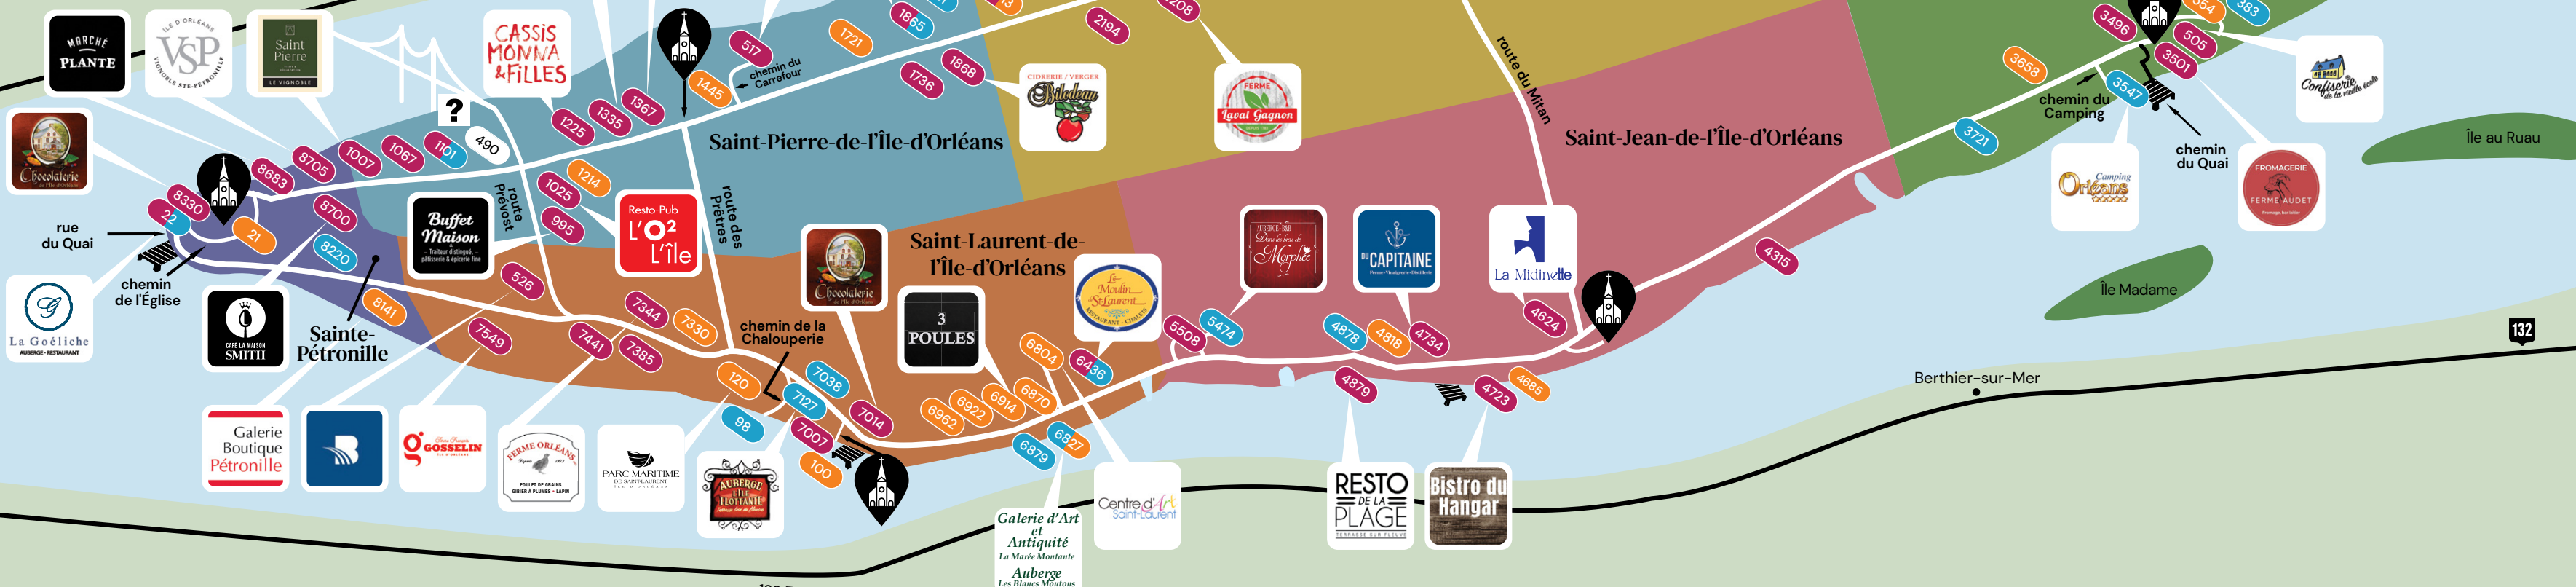 MARCHÉ
PLANTE
ÎLE D'ORLÉANS
VSP
VIGNOBLE STE-PÉTRONILLE
Saint
Pierre
LE VIGNOBLE
CASSIS
MONNA
&FILLES
517
1445
chemin du
Carrefour
1721
1865
1736
1868
CIDRERIE / VERGER
Bilodeau
2194
FERME
Laval Gagnon
route du Mitan
Saint-Jean-de-l'Île-d'Orléans
3658
chemin du
Camping
3496
505
3501
3547
383
3721
chemin
du Quai
Confiserie
de la vieille école
Île au Ruau
Camping
Orléans
FROMAGERIE
FERME AUDET
Île Madame
132
Berthier-sur-Mer
Chocolaterie
de l'Île d'Orléans
?
490
1101
1067
1007
8705
8683
8330
22
21
rue
du Quai
chemin
de l'Église
1225
1335
1367
Saint-Pierre-de-l'Île-d'Orléans
route
Prévost
1025
1214
995
route des
Prêtres
8700
8220
Buffet
Maison
Traiteur distingué,
pâtisserie & épicerie fine
Resto-Pub
L'O2
L'île
La Goéliche
AUBERGE - RESTAURANT
CAFÉ LA MAISON
SMITH
Sainte-
Pétronille
8141
526
7549
7441
7344
7385
7330
chemin de la
Chalouperie
Chocolaterie
de l'Île d'Orléans
Saint-Laurent-de-
l'Île-d'Orléans
3
POULES
Le
Moulin
de St-Laurent
RESTAURANT - CHALETS
120
98
7038
7127
7007
100
7014
6962
6922
6914
6870
6804
6436
6879
6827
5508
5474
AUBERGE-B&B
Dans les bras de
Morphée
DU CAPITAINE
Ferme-Vinaigrerie-Distillerie
La Midinette
4878
4818
4734
4624
4315
4879
4723
4685
Galerie
Boutique
Pétronille
B
GOSSELIN
FERME ORLÉANS
POULET DE GRAINS
GIBIER À PLUMES - LAPIN
PARC MARITIME
DE SAINT-LAURENT
AUBERGE
L'ÎLE
FLOTTANTE
Galerie d'Art
et
Antiquité
La Marée Montante
Auberge
Les Blancs Moutons
Centre d'Art
Saint-Laurent
RESTO
DE LA
PLAGE
TERRASSE SUR FLEUVE
Bistro du
Hangar